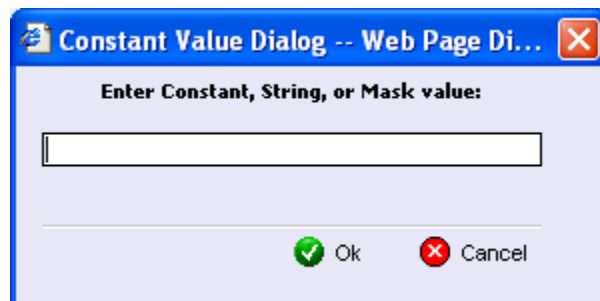 Constant Value Dialog -- Web Page Di...
Enter Constant, String, or Mask value:
Ok Cancel